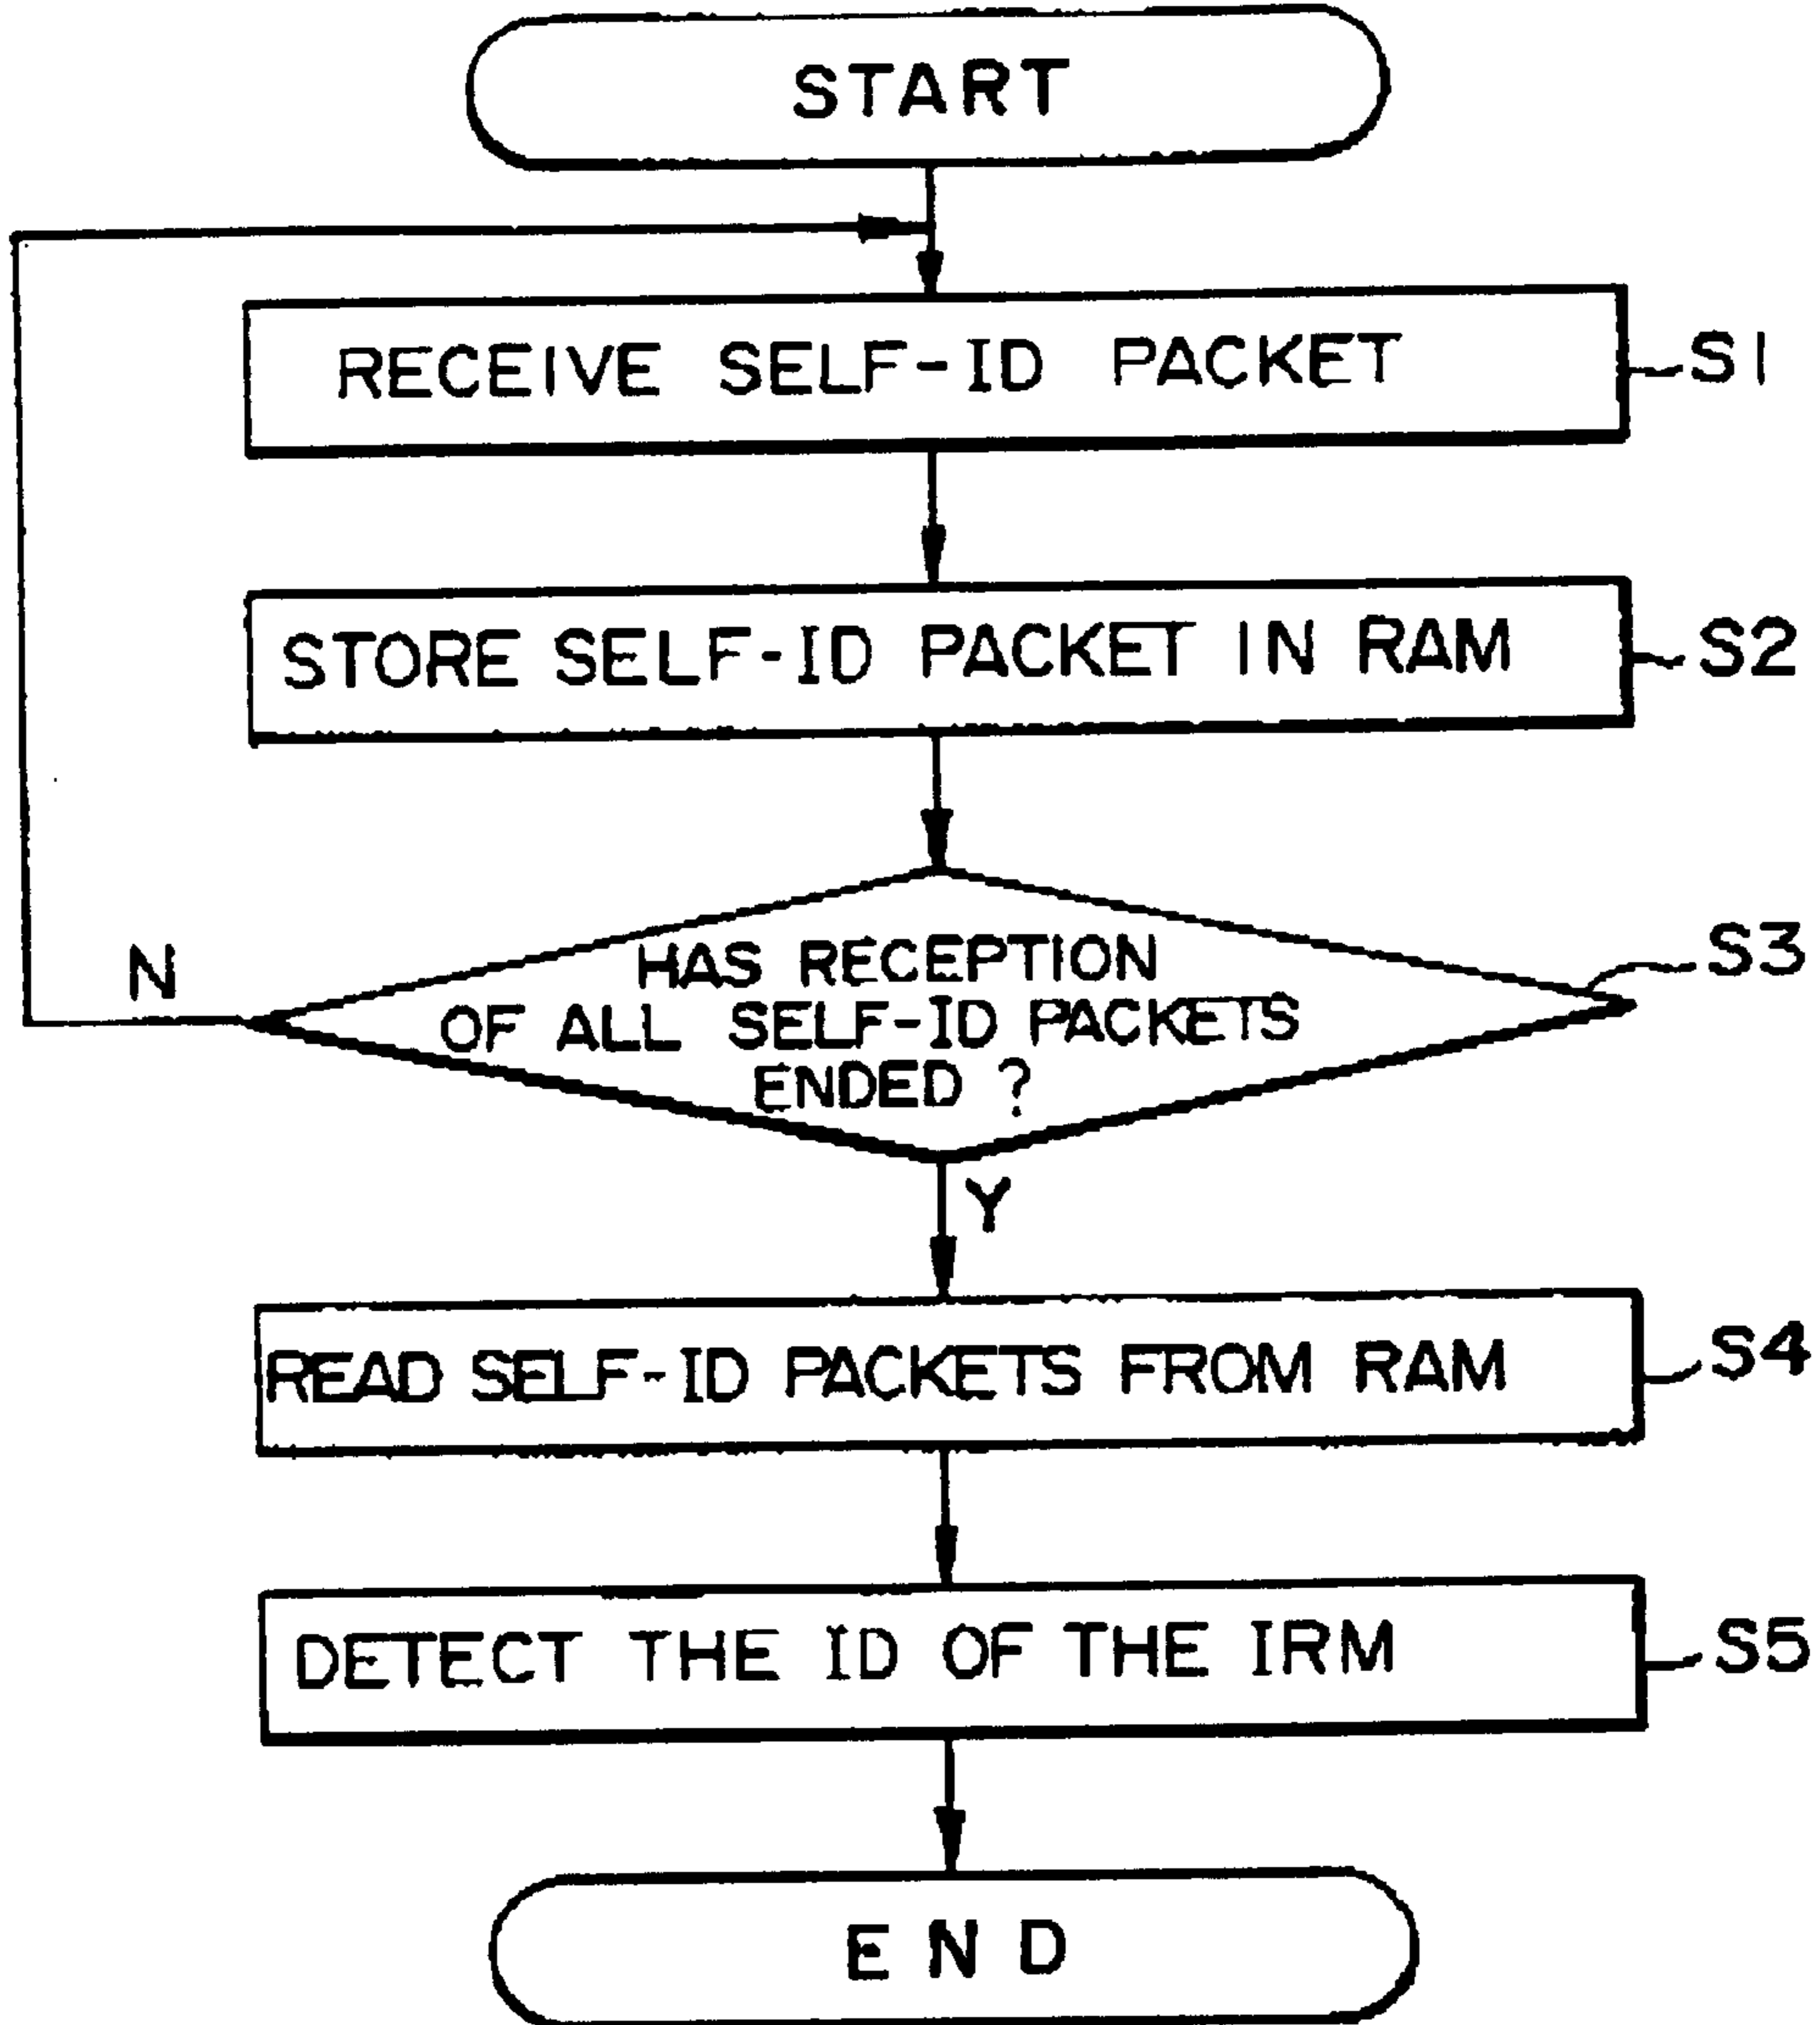 START
RECEIVE SELF-ID PACKET
S1
STORE SELF-ID PACKET IN RAM
S2
HAS RECEPTION
OF ALL SELF-ID PACKETS
ENDED ?
S3
N
Y
READ SELF-ID PACKETS FROM RAM
S4
DETECT THE ID OF THE IRM
S5
END